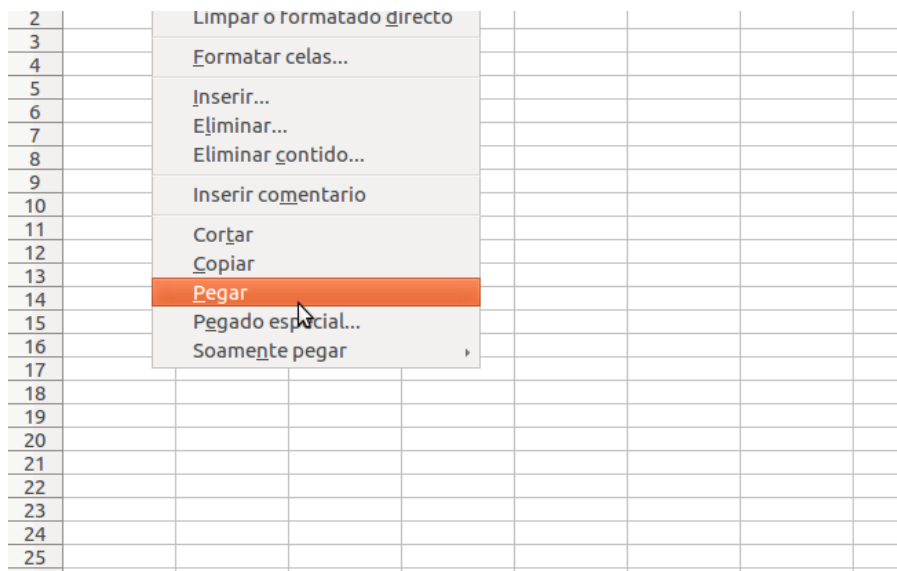 2
Limpar o formatado directo
3
4
Formatar celas...
5
Inserir...
6
Eliminar...
7
8
Eliminar contido...
9
Inserir comentario
10
11
Cortar
12
Copiar
13
Pegar
14
15
Pegado especial...
16
Soamente pegar
17
18
19
20
21
22
23
24
25